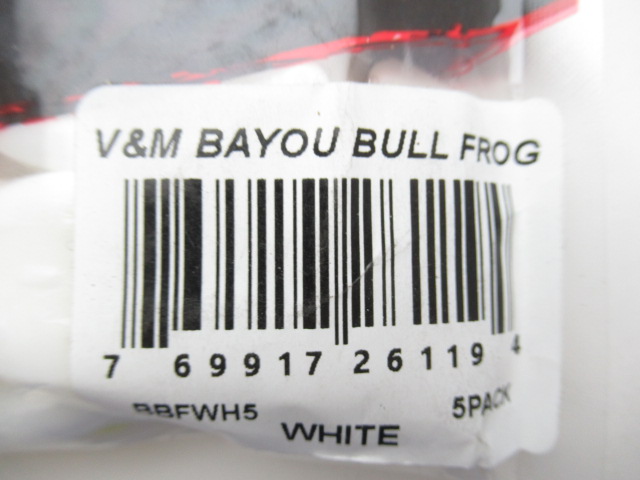 V&M BAYOU BULL FROG
7 69917 26119 4
BBFWH5 5PACK
WHITE